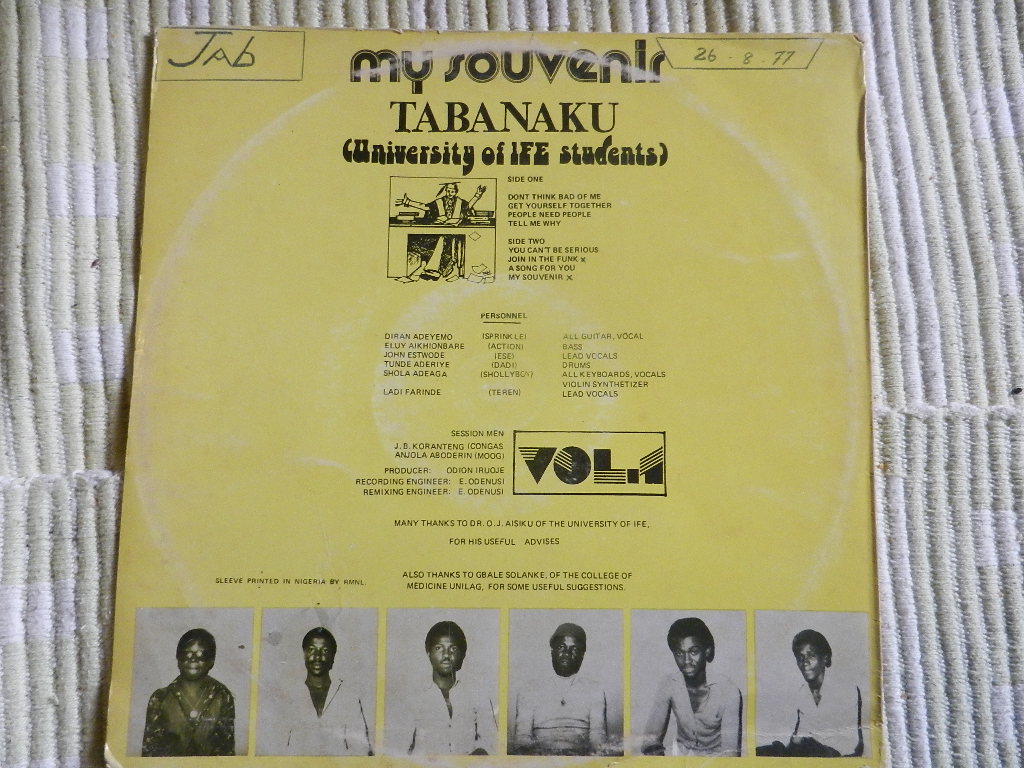 Jab
26 - 8 - 77
my souvenir
TABANAKU
(University of IFE students)
SIDE ONE
DONT THINK BAD OF ME
GET YOURSELF TOGETHER
PEOPLE NEED PEOPLE
TELL ME WHY
SIDE TWO
YOU CAN'T BE SERIOUS
JOIN IN THE FUNK x
A SONG FOR YOU
MY SOUVENIR x
PERSONNEL
DIRAN ADEYEMO (SPRINKLE) ALL GUITAR, VOCAL
ELUY AIKHIONBARE (ACTION) BASS
JOHN ESTWODE (ESE) LEAD VOCALS
TUNDE ADERIYE (DADI) DRUMS
SHOLA ADEAGA (SHOLLYBOY) ALL KEYBOARDS, VOCALS
VIOLIN SYNTHETIZER
LADI FARINDE (TEREN) LEAD VOCALS
SESSION MEN
J.B. KORANTENG (CONGAS
ANJOLA ABODERIN (MOOG)
PRODUCER: ODION IRUOJE
RECORDING ENGINEER: E. ODENUSI
REMIXING ENGINEER: E. ODENUSI
VOL.1
MANY THANKS TO DR. O.J. AISIKU OF THE UNIVERSITY OF IFE,
FOR HIS USEFUL ADVISES
ALSO THANKS TO GBALE SOLANKE, OF THE COLLEGE OF
MEDICINE UNILAG, FOR SOME USEFUL SUGGESTIONS.
SLEEVE PRINTED IN NIGERIA BY RMNL.